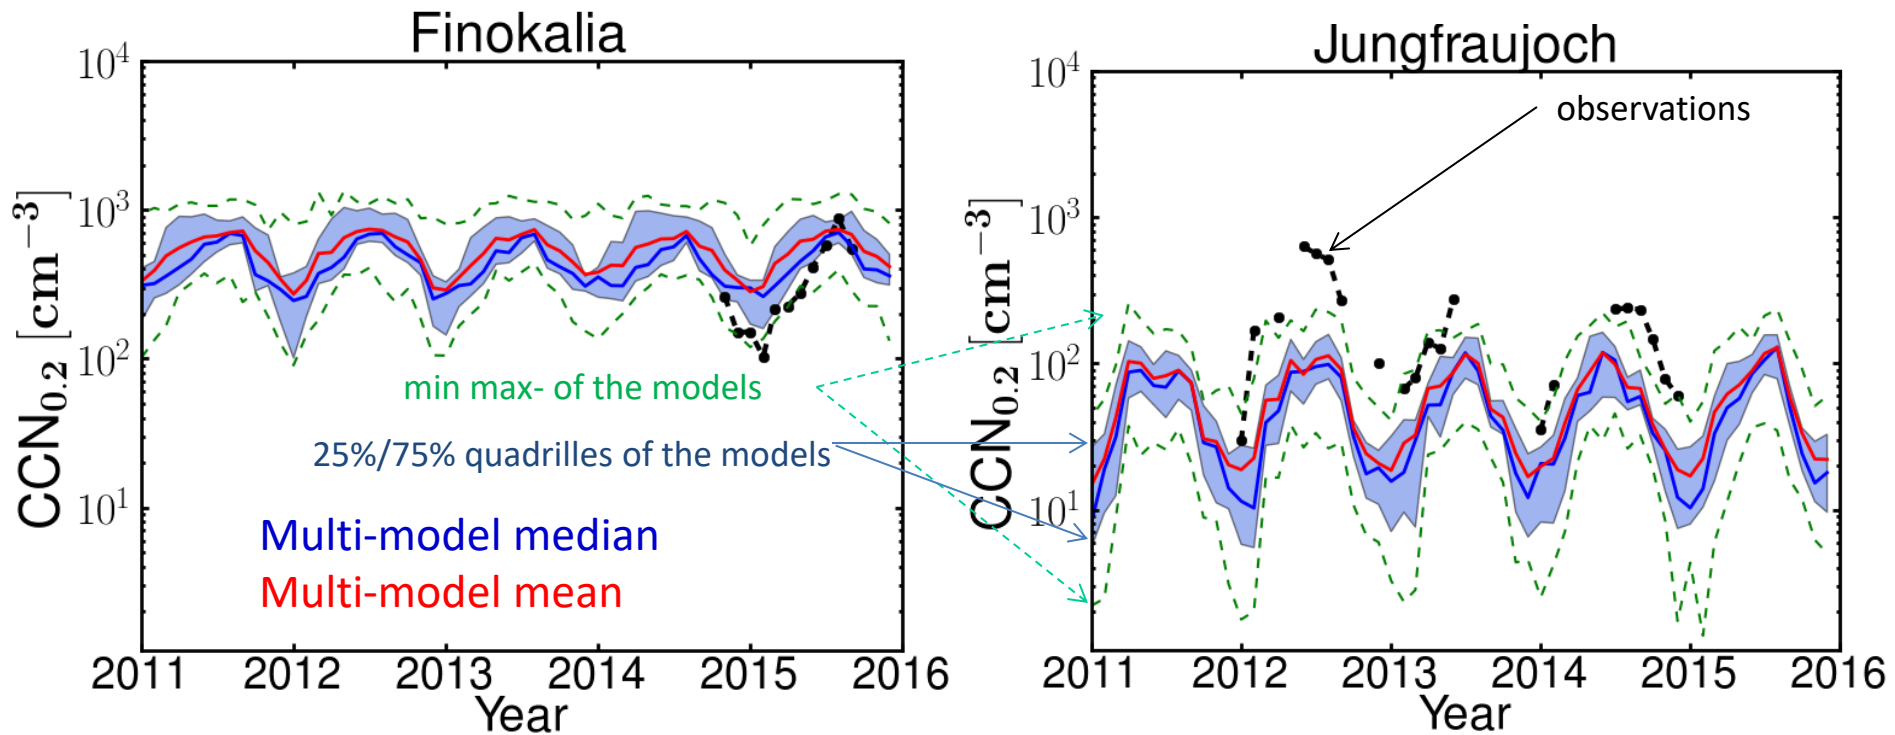 Finokalia
10^4
10^3
10^2
10^1
CCN_0.2 [cm^-3]
min max- of the models
25%/75% quadrilles of the models
Multi-model median
Multi-model mean
2011 2012 2013 2014 2015 2016
Year
Jungfraujoch
10^4
observations
10^3
10^2
10^1
CCN_0.2 [cm^-3]
2011 2012 2013 2014 2015 2016
Year